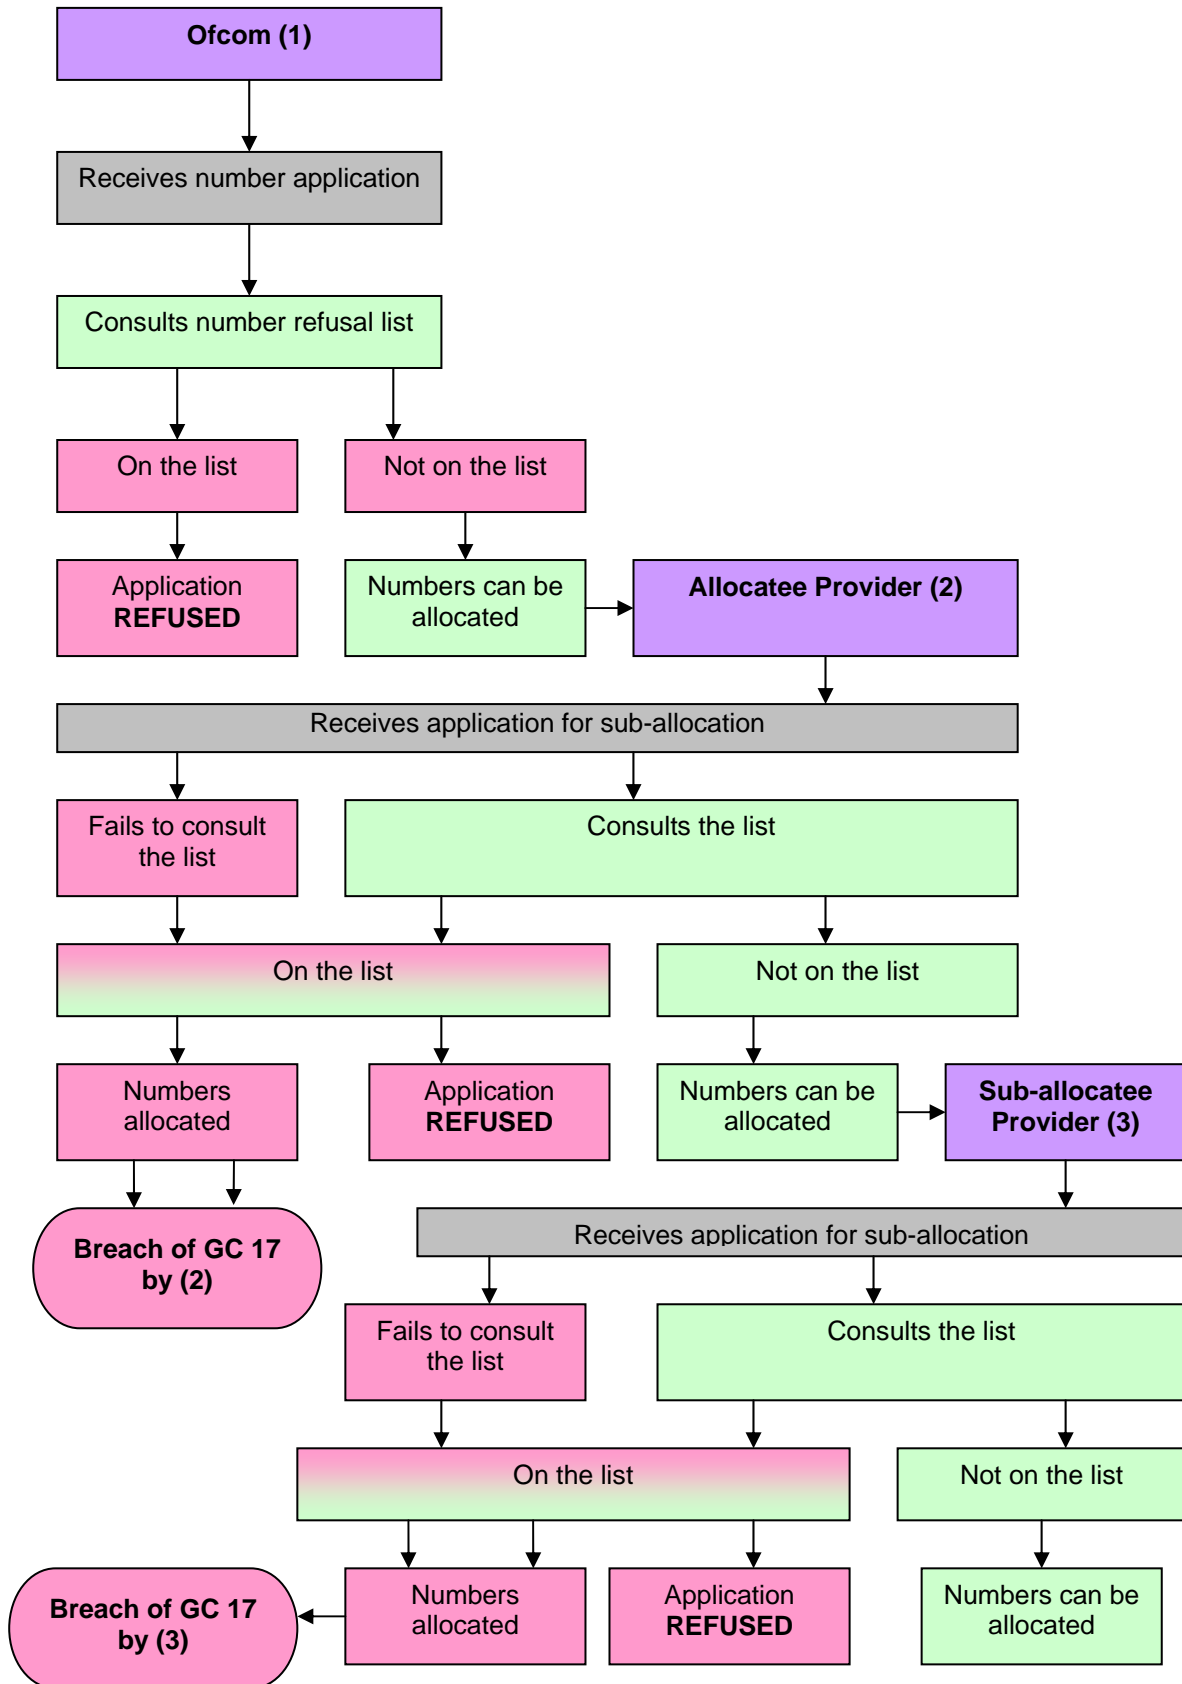 Ofcom (1)
Receives number application
Consults number refusal list
On the list
Not on the list
Application
REFUSED
Numbers can be
allocated
Allocatee Provider (2)
Receives application for sub-allocation
Fails to consult
the list
Consults the list
On the list
Not on the list
Numbers
allocated
Application
REFUSED
Numbers can be
allocated
Sub-allocatee
Provider (3)
Breach of GC 17
by (2)
Receives application for sub-allocation
Fails to consult
the list
Consults the list
On the list
Not on the list
Breach of GC 17
by (3)
Numbers
allocated
Application
REFUSED
Numbers can be
allocated